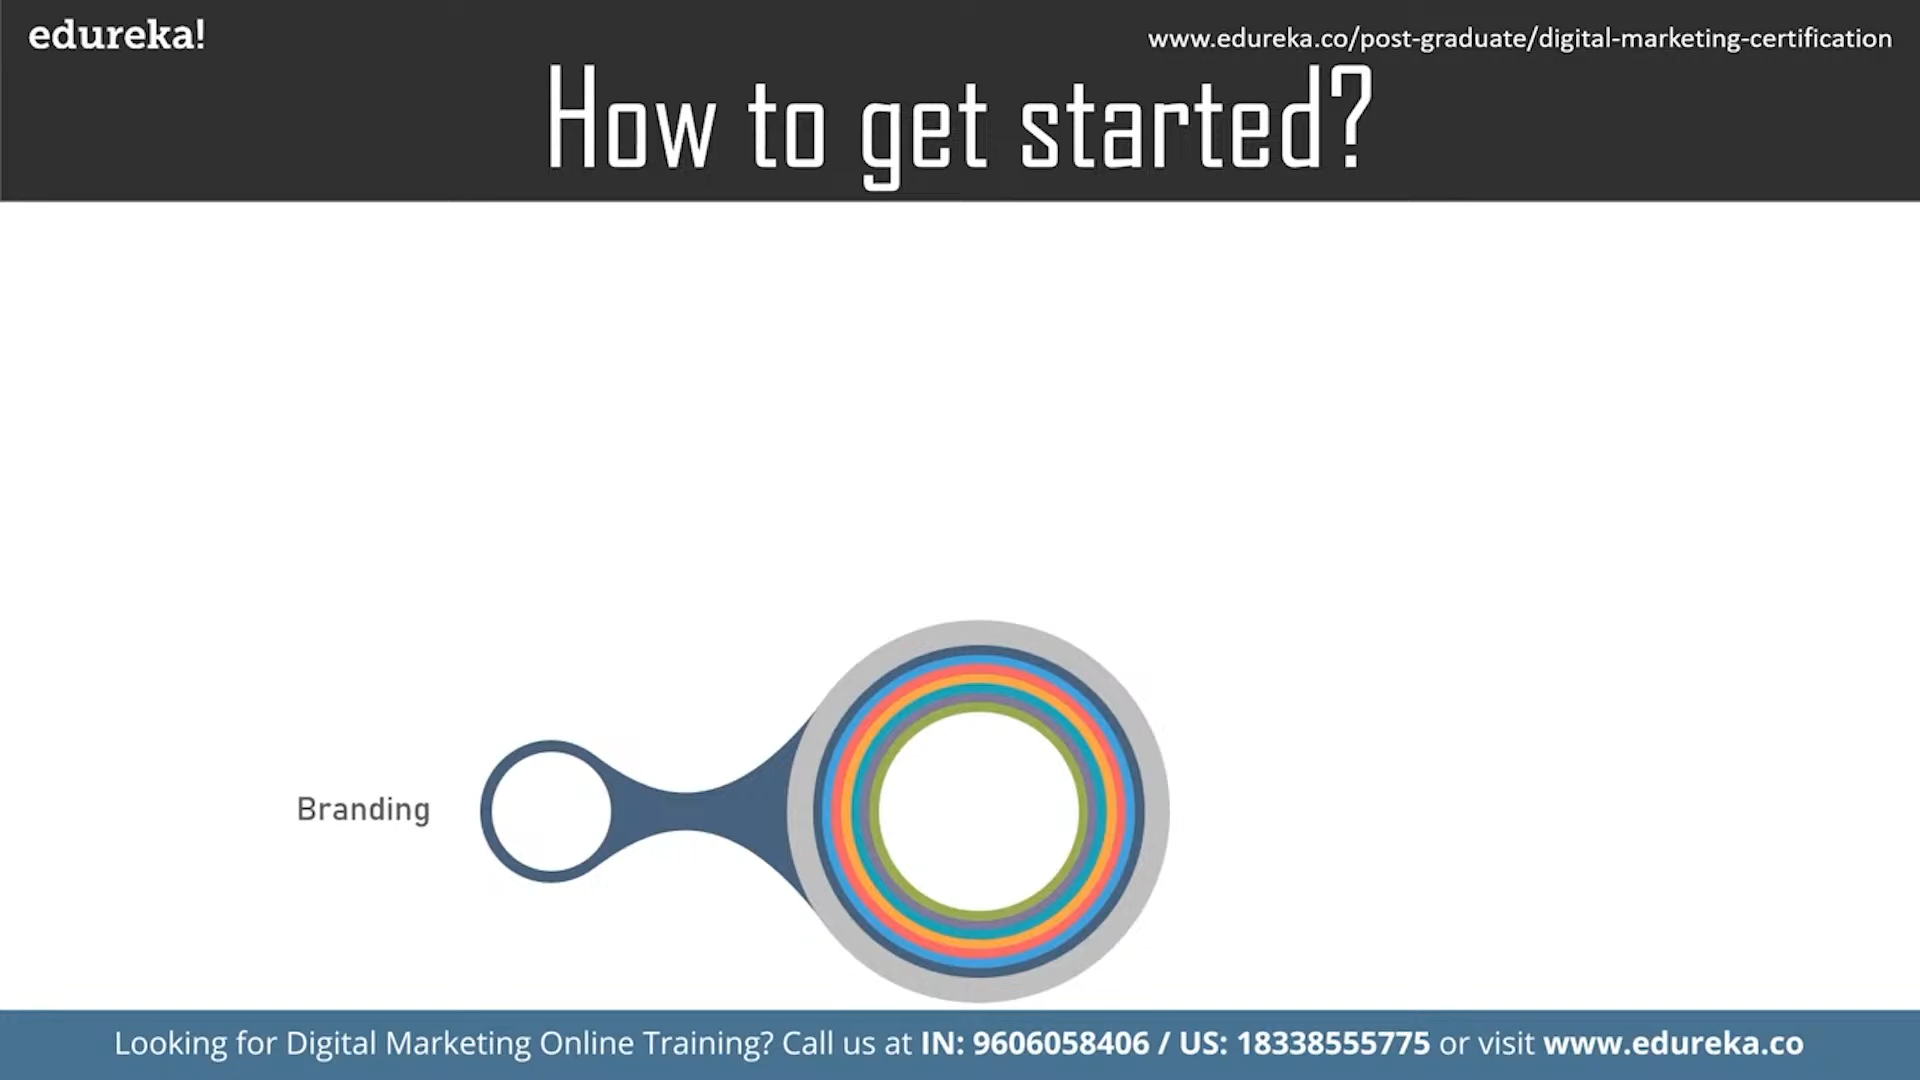 edureka!
www.edureka.co/post-graduate/digital-marketing-certification
How to get started?
Branding
Looking for Digital Marketing Online Training? Call us at IN: 9606058406 / US: 18338555775 or visit www.edureka.co